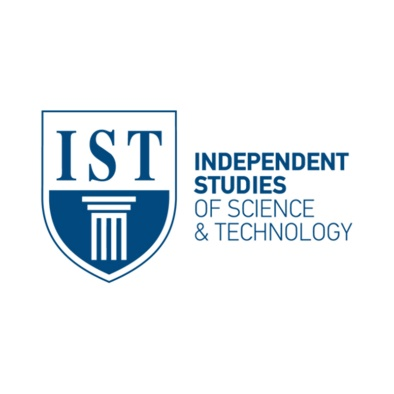 IST
INDEPENDENT
STUDIES
OF SCIENCE
& TECHNOLOGY